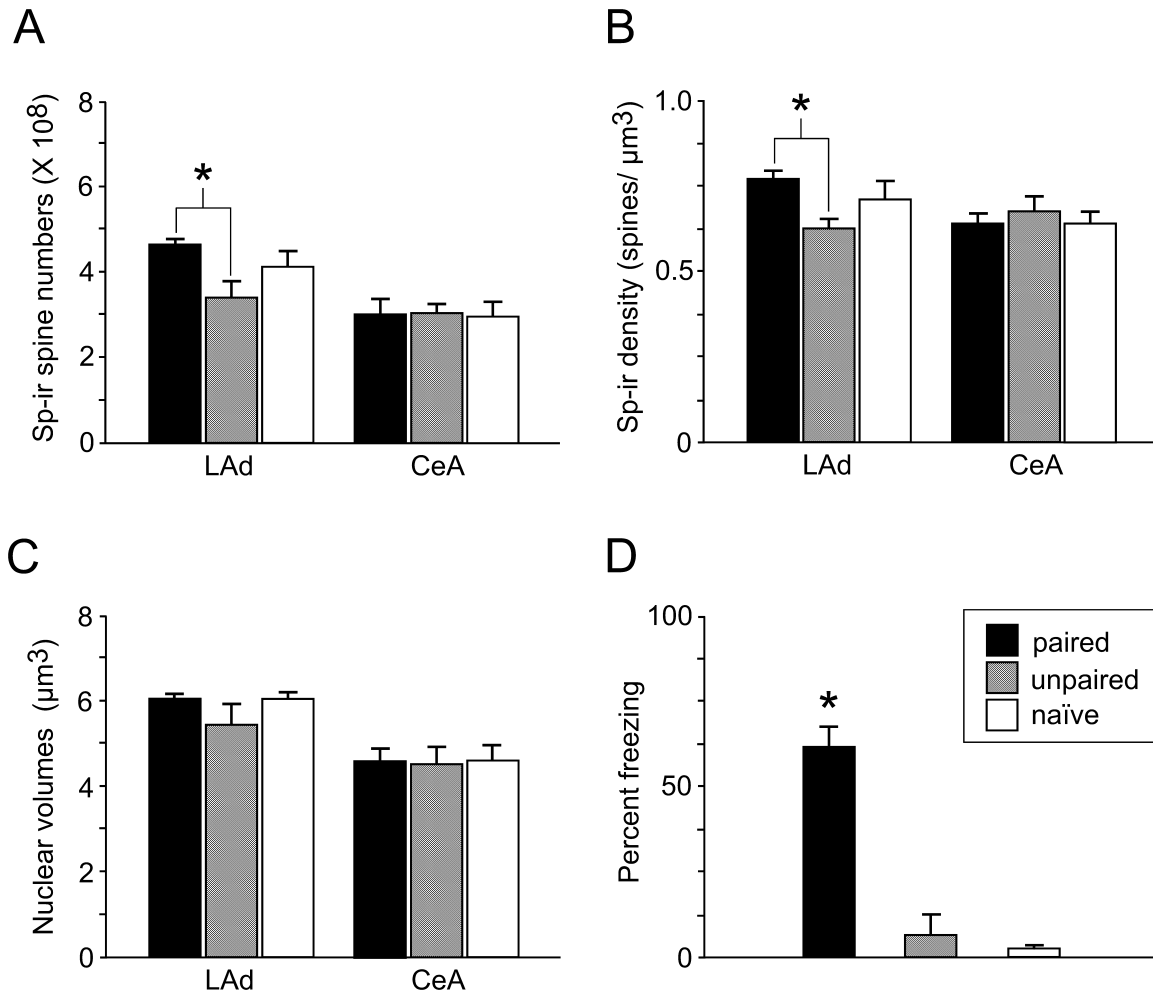 A
Sp-ir spine numbers (X 10⁸)
8
6
4
2
0
*
LAd
CeA
B
Sp-ir density (spines/ µm3)
1.0
0.5
0
*
LAd
CeA
C
Nuclear volumes (µm3)
8
6
4
2
0
LAd
CeA
D
Percent freezing
100
50
0
*
paired
unpaired
naïve